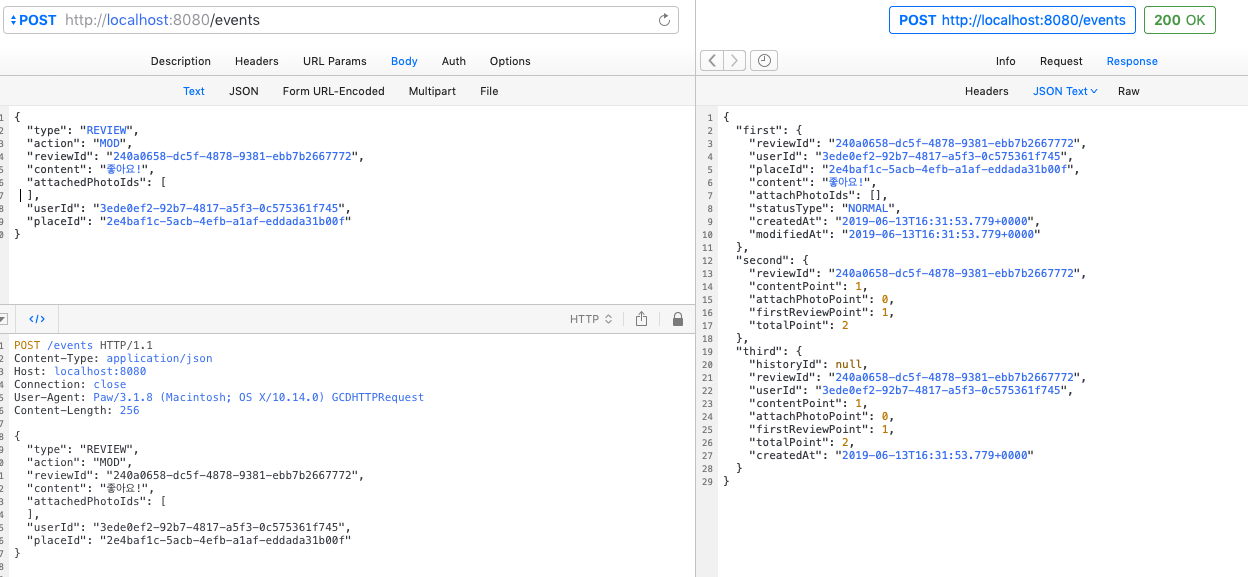 POST http://localhost:8080/events
Description Headers URL Params Body Auth Options
Text JSON Form URL-Encoded Multipart File
{
"type": "REVIEW",
"action": "MOD",
"reviewId": "240a0658-dc5f-4878-9381-ebb7b2667772",
"content": "좋아요!",
"attachedPhotoIds": [
],
"userId": "3ede0ef2-92b7-4817-a5f3-0c575361f745",
"placeId": "2e4baf1c-5acb-4efb-a1af-eddada31b00f"
}
</> HTTP
POST /events HTTP/1.1
Content-Type: application/json
Host: localhost:8080
Connection: close
User-Agent: Paw/3.1.8 (Macintosh; OS X/10.14.0) GCDHTTPRequest
Content-Length: 256
{
"type": "REVIEW",
"action": "MOD",
"reviewId": "240a0658-dc5f-4878-9381-ebb7b2667772",
"content": "좋아요!",
"attachedPhotoIds": [
],
"userId": "3ede0ef2-92b7-4817-a5f3-0c575361f745",
"placeId": "2e4baf1c-5acb-4efb-a1af-eddada31b00f"
}
POST http://localhost:8080/events 200 OK
Info Request Response
Headers JSON Text Raw
1 {
2 "first": {
3 "reviewId": "240a0658-dc5f-4878-9381-ebb7b2667772",
4 "userId": "3ede0ef2-92b7-4817-a5f3-0c575361f745",
5 "placeId": "2e4baf1c-5acb-4efb-a1af-eddada31b00f",
6 "content": "좋아요!",
7 "attachPhotoIds": [],
8 "statusType": "NORMAL",
9 "createdAt": "2019-06-13T16:31:53.779+0000",
10 "modifiedAt": "2019-06-13T16:31:53.779+0000"
11 },
12 "second": {
13 "reviewId": "240a0658-dc5f-4878-9381-ebb7b2667772",
14 "contentPoint": 1,
15 "attachPhotoPoint": 0,
16 "firstReviewPoint": 1,
17 "totalPoint": 2
18 },
19 "third": {
20 "historyId": null,
21 "reviewId": "240a0658-dc5f-4878-9381-ebb7b2667772",
22 "userId": "3ede0ef2-92b7-4817-a5f3-0c575361f745",
23 "contentPoint": 1,
24 "attachPhotoPoint": 0,
25 "firstReviewPoint": 1,
26 "totalPoint": 2,
27 "createdAt": "2019-06-13T16:31:53.779+0000"
28 }
29 }